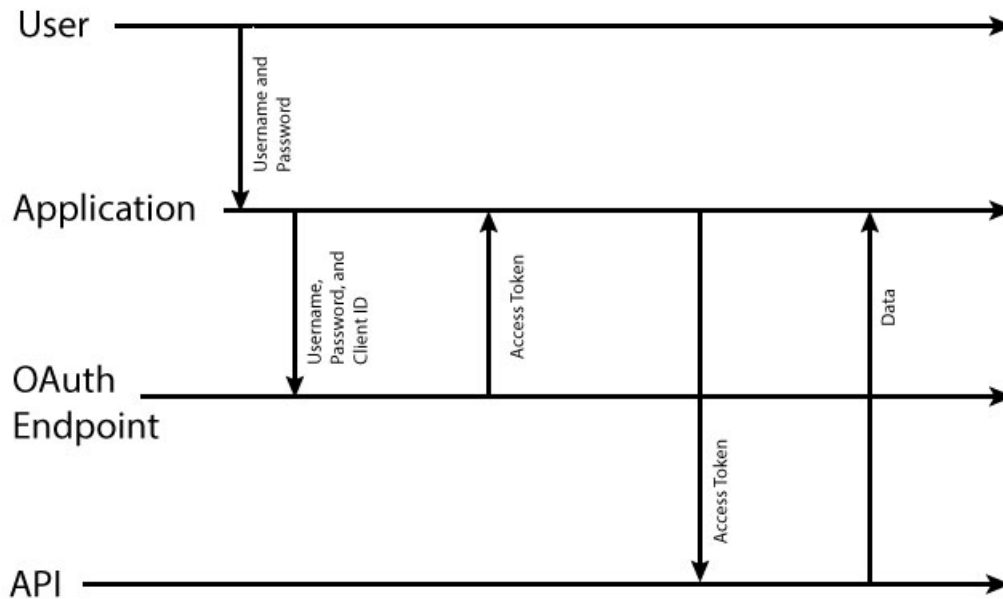 User
Username and
Password
Application
Username,
Password, and
Client ID
Access Token
Data
OAuth
Endpoint
Access Token
API